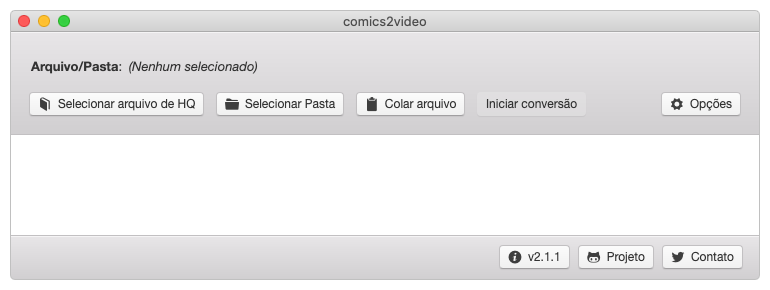 comics2video
Arquivo/Pasta: (Nenhum selecionado)
Selecionar arquivo de HQ Selecionar Pasta Colar arquivo Iniciar conversão Opções
v2.1.1 Projeto Contato